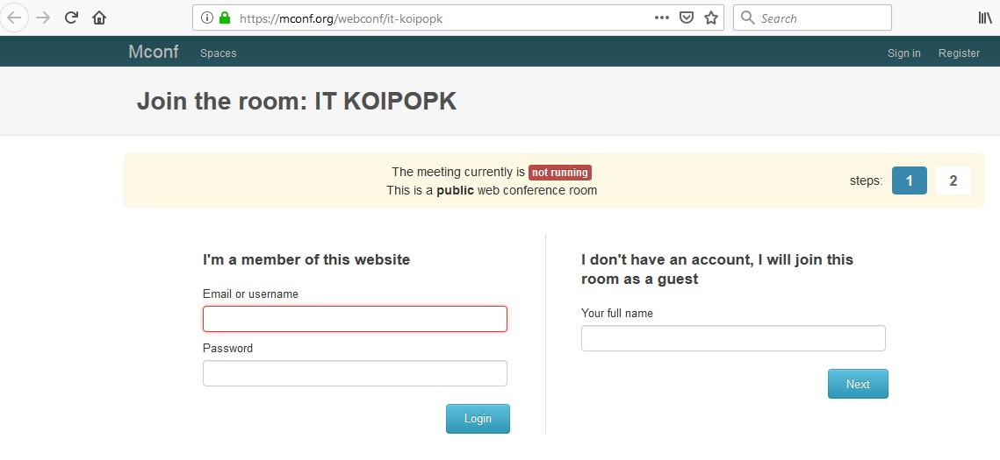 https://mconf.org/webconf/it-koipopk
Search
Mconf Spaces Sign in Register
Join the room: IT KOIPOPK
The meeting currently is not running
This is a public web conference room
steps: 1 2
I'm a member of this website
Email or username
Password
Login
I don't have an account, I will join this
room as a guest
Your full name
Next